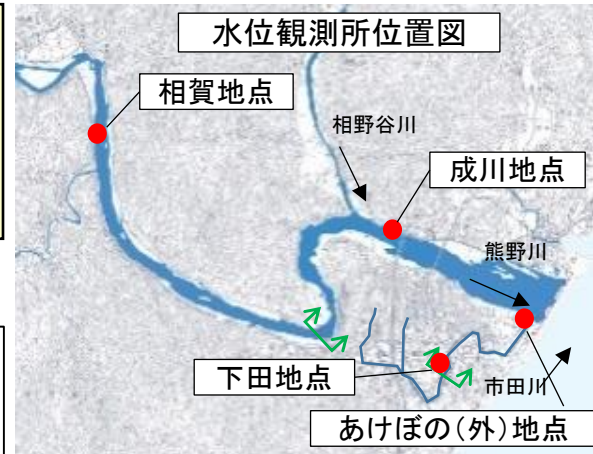 水位観測所位置図
相賀地点
相野谷川
成川地点
熊野川
下田地点
市田川
あけぼの(外)地点